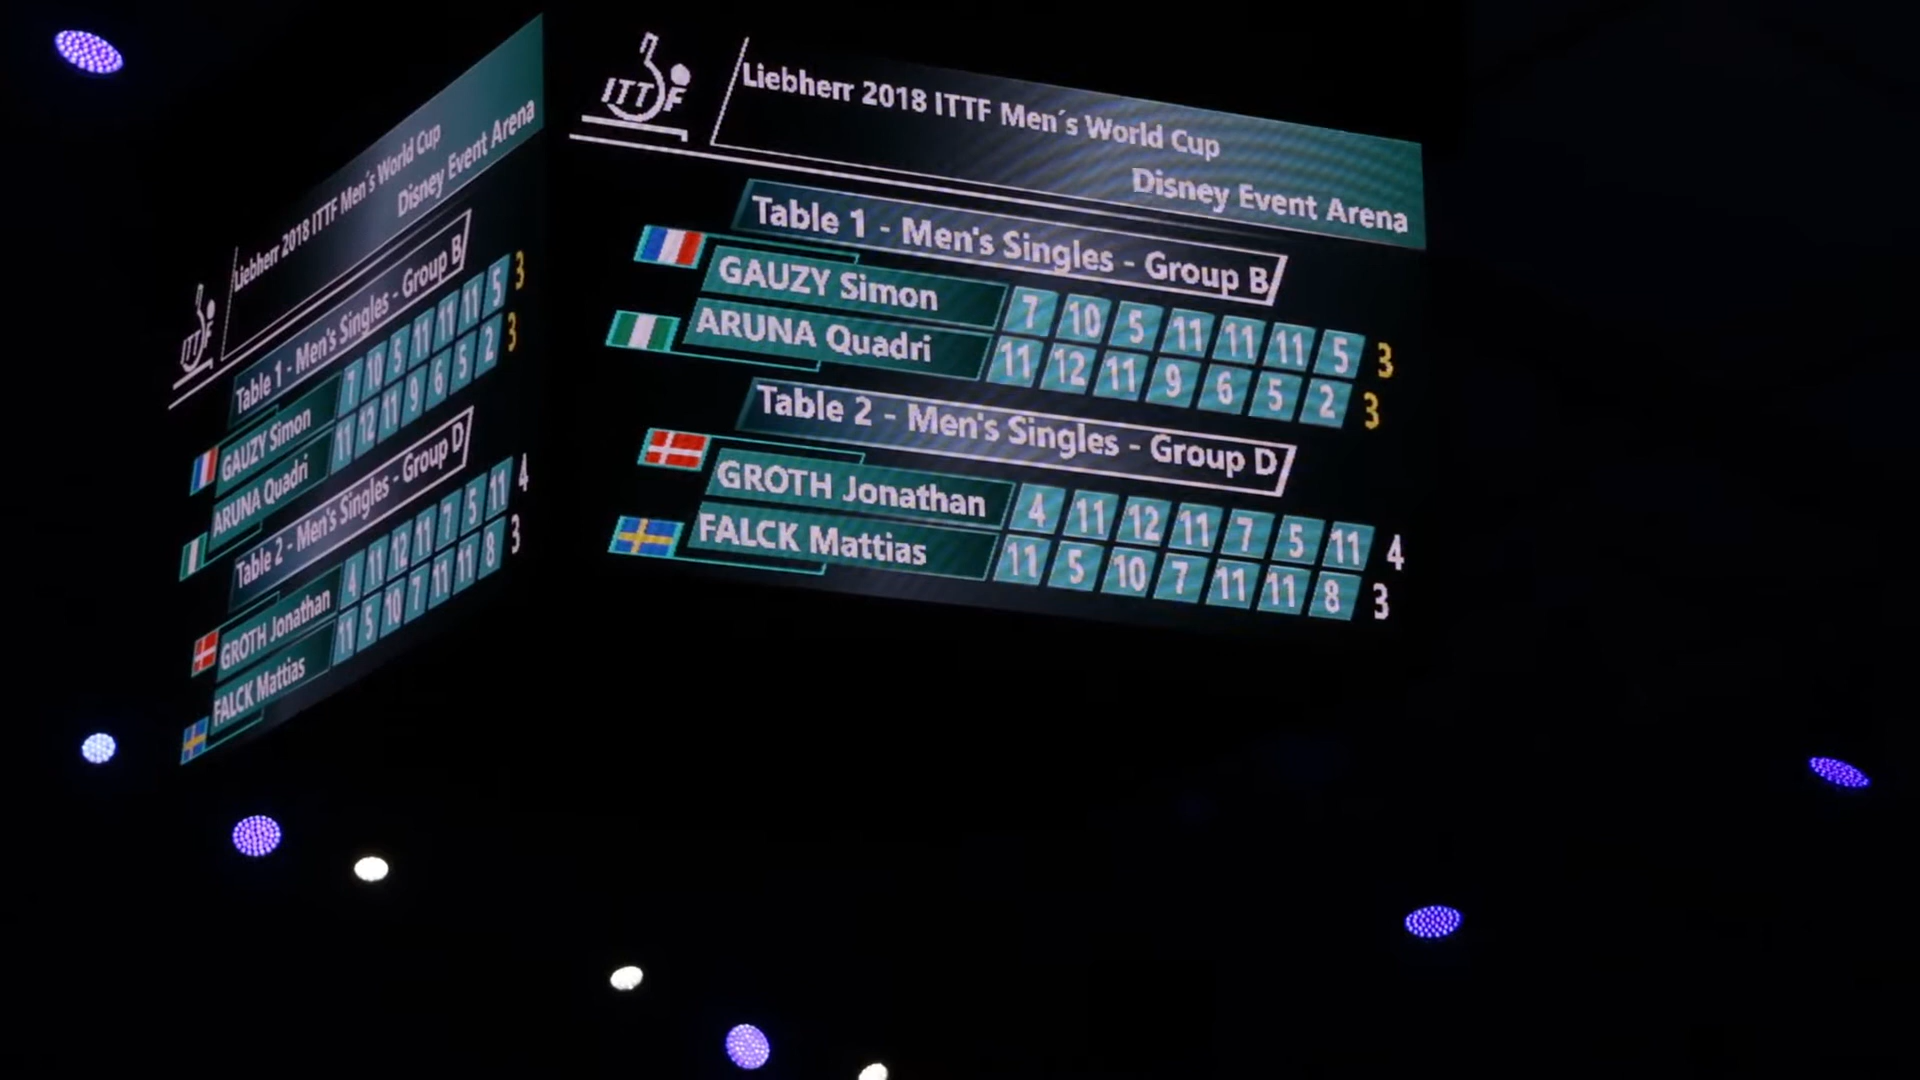 ITTF
Liebherr 2018 ITTF Men´s World Cup
Disney Event Arena
Table 1 - Men's Singles - Group B
GAUZY Simon 7 10 5 11 11 11 5 3
ARUNA Quadri 11 12 11 9 6 5 2 3
Table 2 - Men's Singles - Group D
GROTH Jonathan 4 11 12 11 7 5 11 4
FALCK Mattias 11 5 10 7 11 11 8 3
ITTF
Liebherr 2018 ITTF Men´s World Cup
Disney Event Arena
Table 1 - Men's Singles - Group B
GAUZY Simon 7 10 5 11 11 11 5 3
ARUNA Quadri 11 12 11 9 6 5 2 3
Table 2 - Men's Singles - Group D
GROTH Jonathan 4 11 12 11 7 5 11 4
FALCK Mattias 11 5 10 7 11 11 8 3